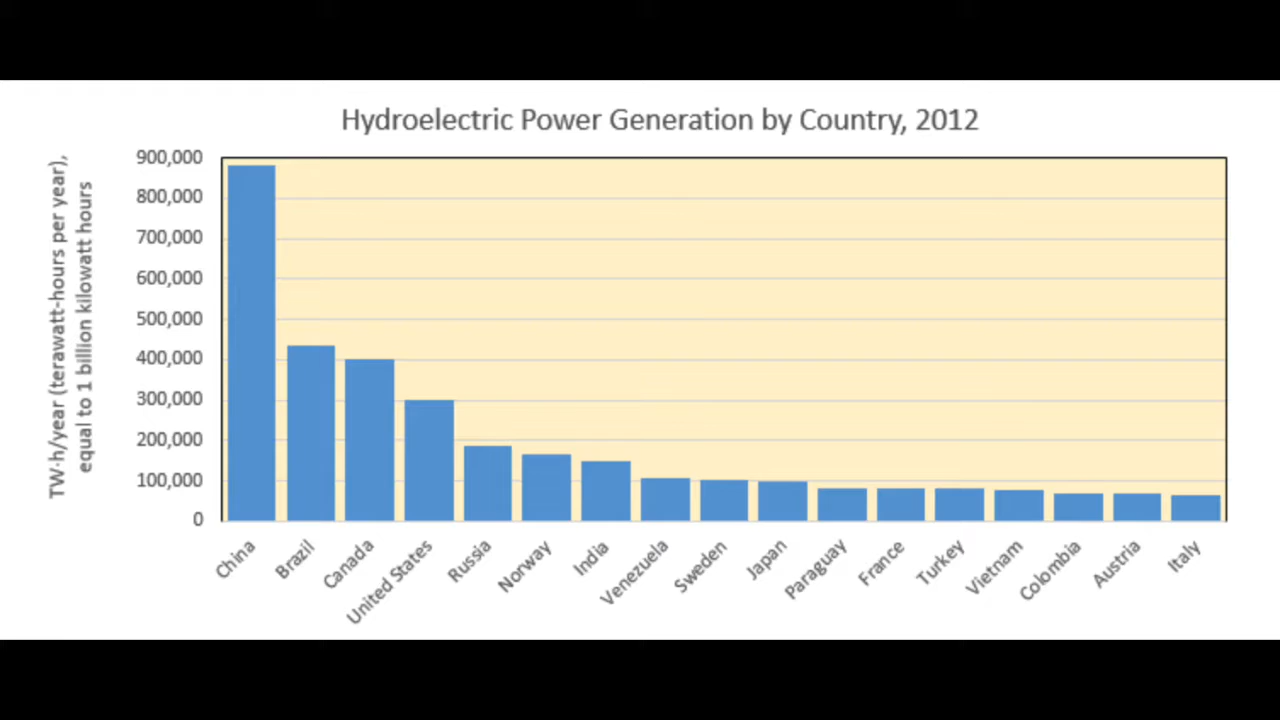 Hydroelectric Power Generation by Country, 2012
TW·h/year (terawatt-hours per year),
equal to 1 billion kilowatt hours
900,000
800,000
700,000
600,000
500,000
400,000
300,000
200,000
100,000
0
China
Brazil
Canada
United States
Russia
Norway
India
Venezuela
Sweden
Japan
Paraguay
France
Turkey
Vietnam
Colombia
Austria
Italy